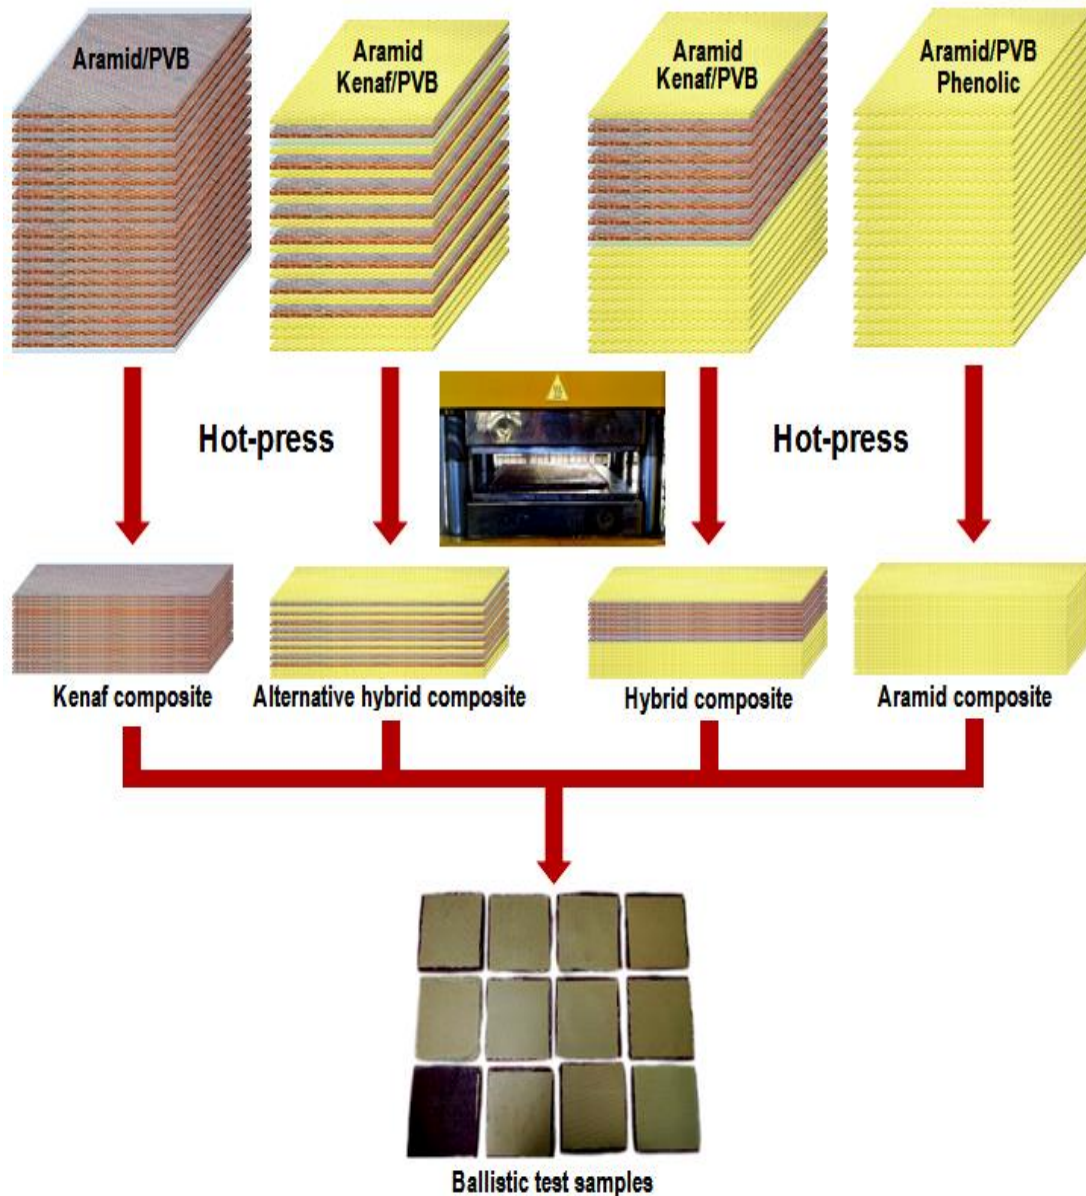 Aramid/PVB
Aramid
Kenaf/PVB
Aramid
Kenaf/PVB
Aramid/PVB
Phenolic
Hot-press
Hot-press
Kenaf composite
Alternative hybrid composite
Hybrid composite
Aramid composite
Ballistic test samples